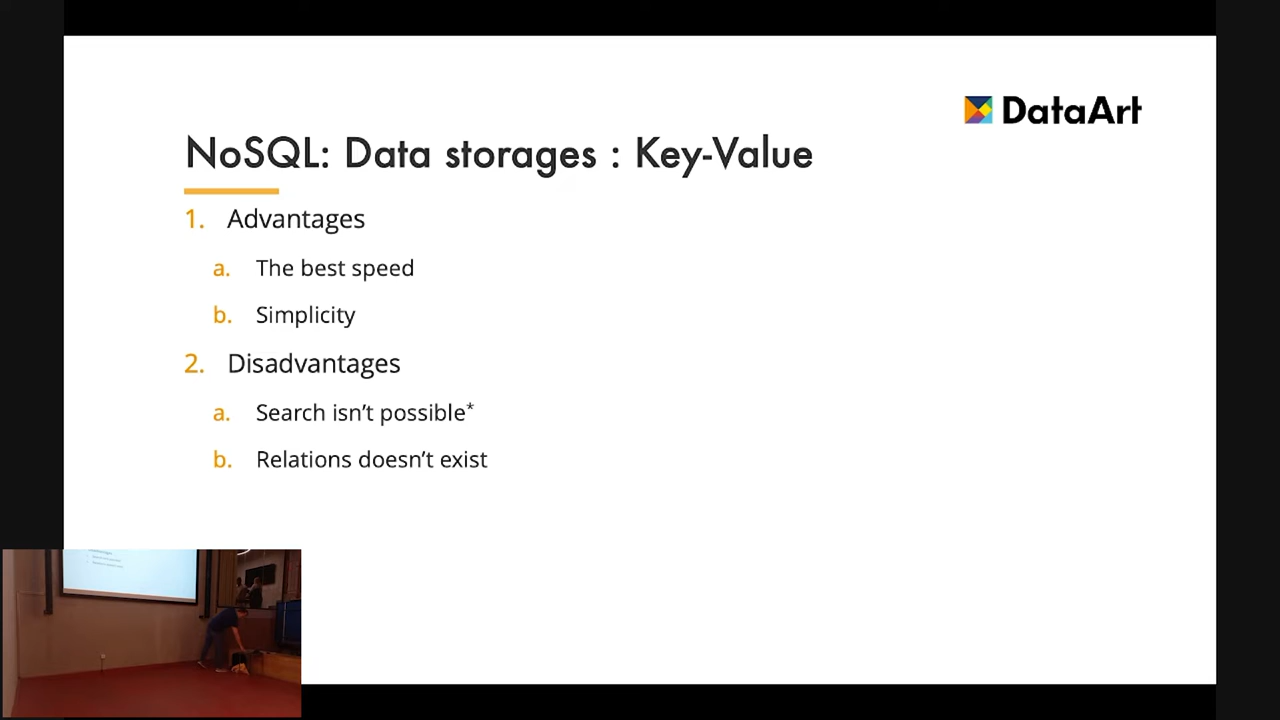 DataArt
NoSQL: Data storages : Key-Value
1. Advantages
a. The best speed
b. Simplicity
2. Disadvantages
a. Search isn’t possible*
b. Relations doesn’t exist